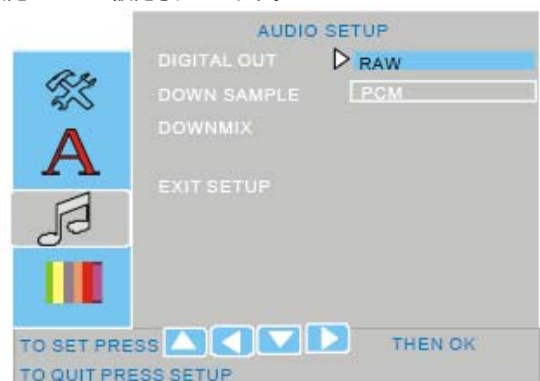 AUDIO SETUP
DIGITAL OUT RAW
DOWN SAMPLE PCM
DOWNMIX
EXIT SETUP
A
TO SET PRESS THEN OK
TO QUIT PRESS SETUP